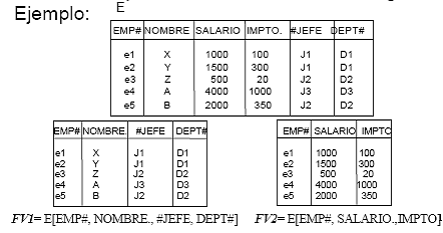 Ejemplo:
E
EMP# NOMBRE SALARIO IMPTO. #JEFE DEPT#
e1 X 1000 100 J1 D1
e2 Y 1500 300 J1 D1
e3 Z 500 20 J2 D2
e4 A 4000 1000 J3 D3
e5 B 2000 350 J2 D2
EMP# NOMBRE. #JEFE DEPT#
e1 X J1 D1
e2 Y J1 D1
e3 Z J2 D2
e4 A J3 D3
e5 B J2 D2
EMP# SALARIO IMPTO
e1 1000 100
e2 1500 300
e3 500 20
e4 4000 1000
e5 2000 350
FV1= E[EMP#, NOMBRE., #JEFE, DEPT#]
FV2= E[EMP#, SALARIO.,IMPTO]